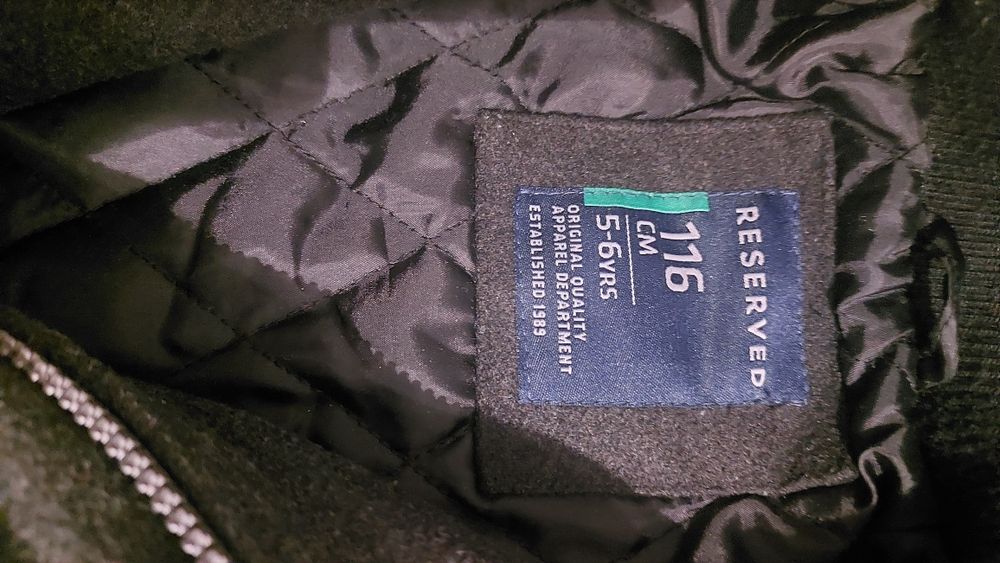 RESERVED
116
CM
5-6YRS
ORIGINAL QUALITY
APPAREL DEPARTMENT
ESTABLISHED 1989